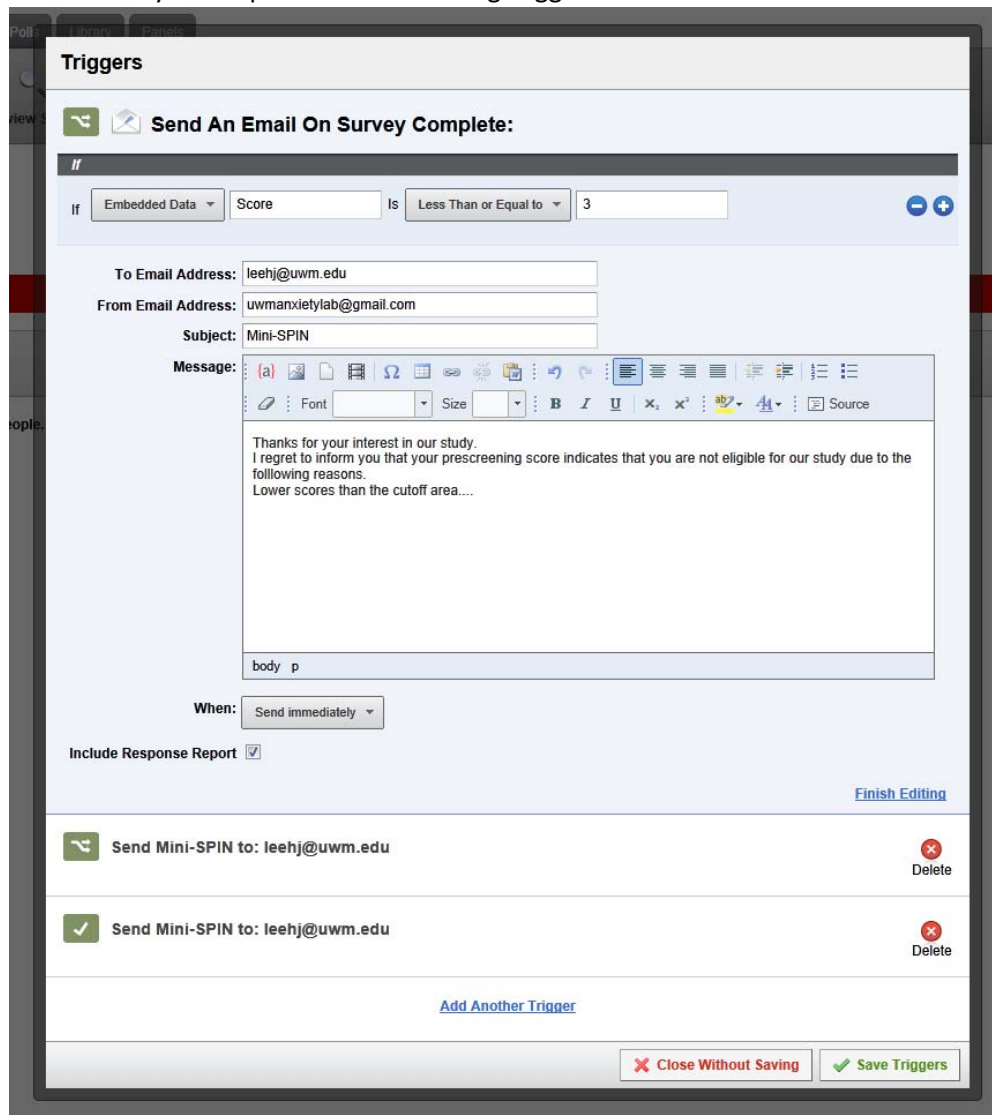 Polls Library Panels
Triggers
view S
Send An Email On Survey Complete:
If
If Embedded Data Score Is Less Than or Equal to 3
To Email Address: leehj@uwm.edu
From Email Address: uwmanxietylab@gmail.com
Subject: Mini-SPIN
Message: {a} Ω
Font Size B I U x₂ x² ab A Source
eople.
Thanks for your interest in our study.
I regret to inform you that your prescreening score indicates that you are not eligible for our study due to the
folllowing reasons.
Lower scores than the cutoff area....
body p
When: Send immediately
Include Response Report
Finish Editing
Send Mini-SPIN to: leehj@uwm.edu
Delete
Send Mini-SPIN to: leehj@uwm.edu
Delete
Add Another Trigger
Close Without Saving Save Triggers